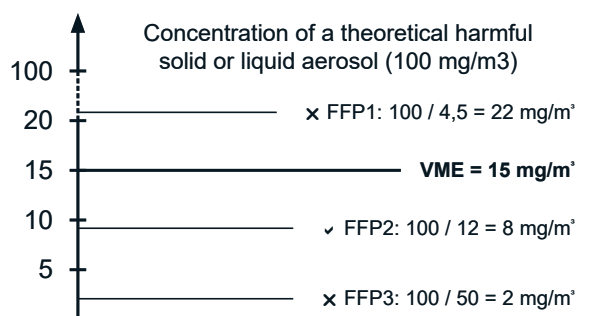 Concentration of a theoretical harmful
solid or liquid aerosol (100 mg/m3)
100
× FFP1: 100 / 4,5 = 22 mg/m³
20
15
VME = 15 mg/m³
10
✓ FFP2: 100 / 12 = 8 mg/m³
5
× FFP3: 100 / 50 = 2 mg/m³